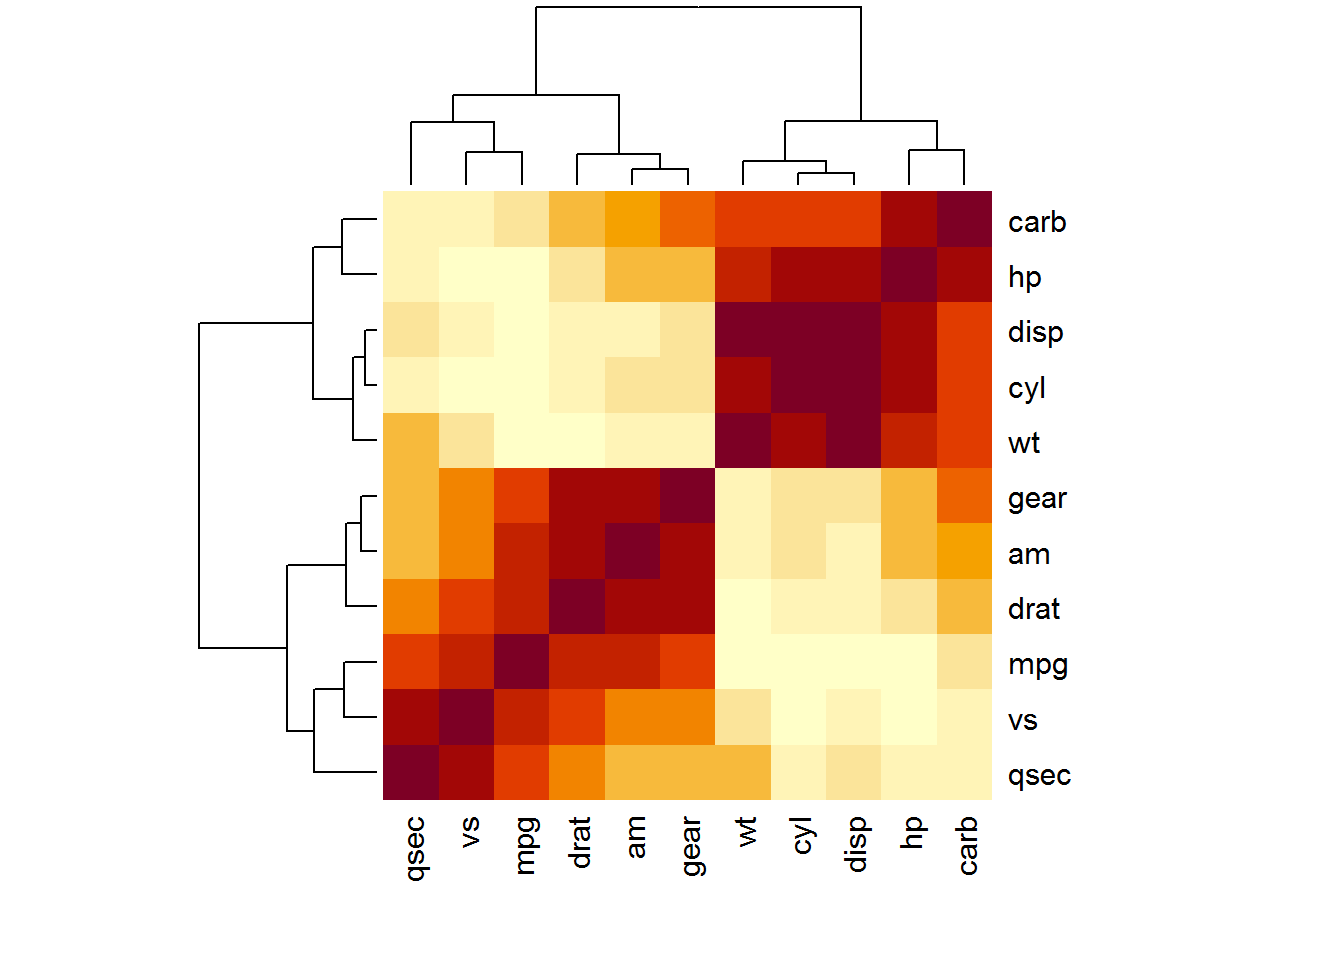 carb
hp
disp
cyl
wt
gear
am
drat
mpg
vs
qsec
qsec vs mpg drat am gear wt cyl disp hp carb